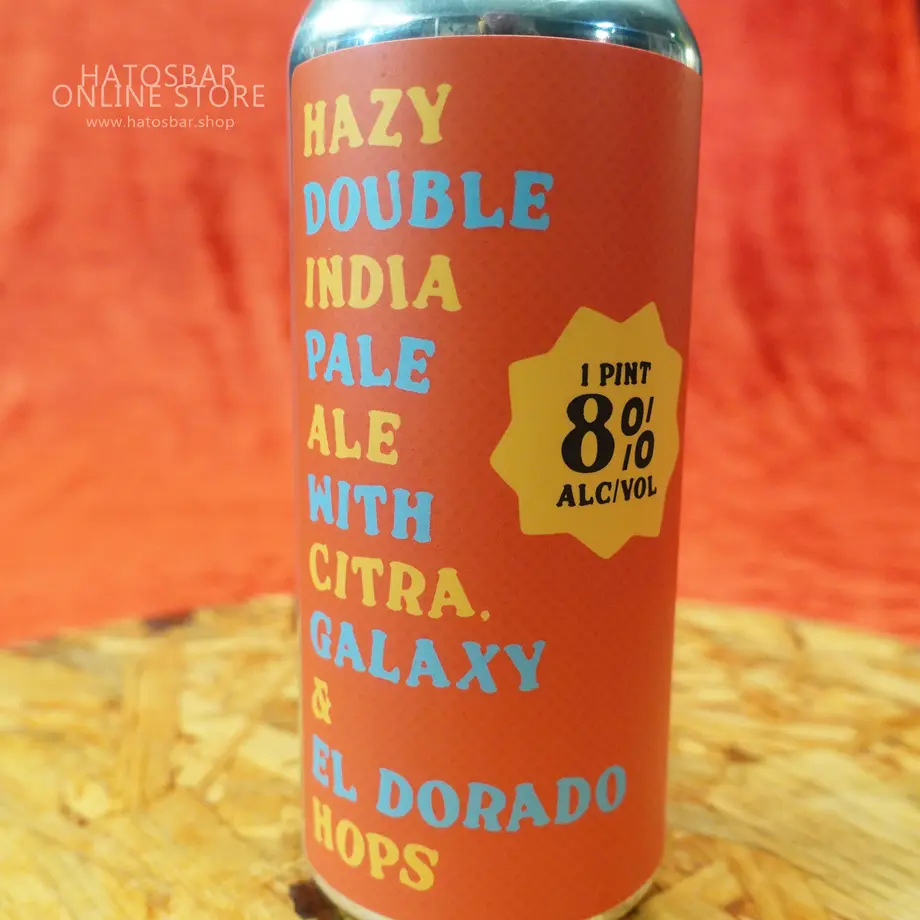 HATOSBAR
ONLINE STORE
www.hatosbar.shop
HAZY
DOUBLE
INDIA
PALE
ALE
WITH
CITRA,
GALAXY
&
EL DORADO
HOPS
1 PINT
8%
ALC/VOL